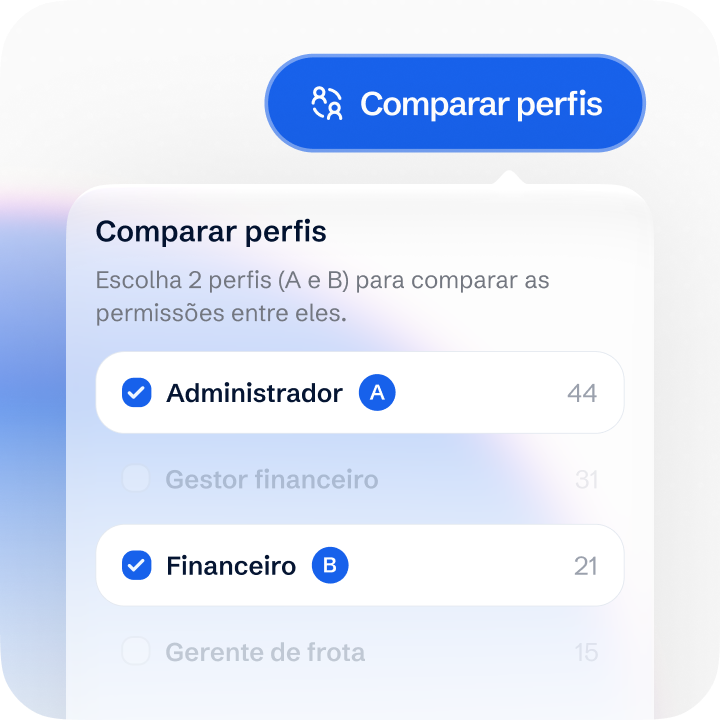 Comparar perfis
Comparar perfis
Escolha 2 perfis (A e B) para comparar as
permissões entre eles.
Administrador A 44
Gestor financeiro 31
Financeiro B 21
Gerente de frota 15